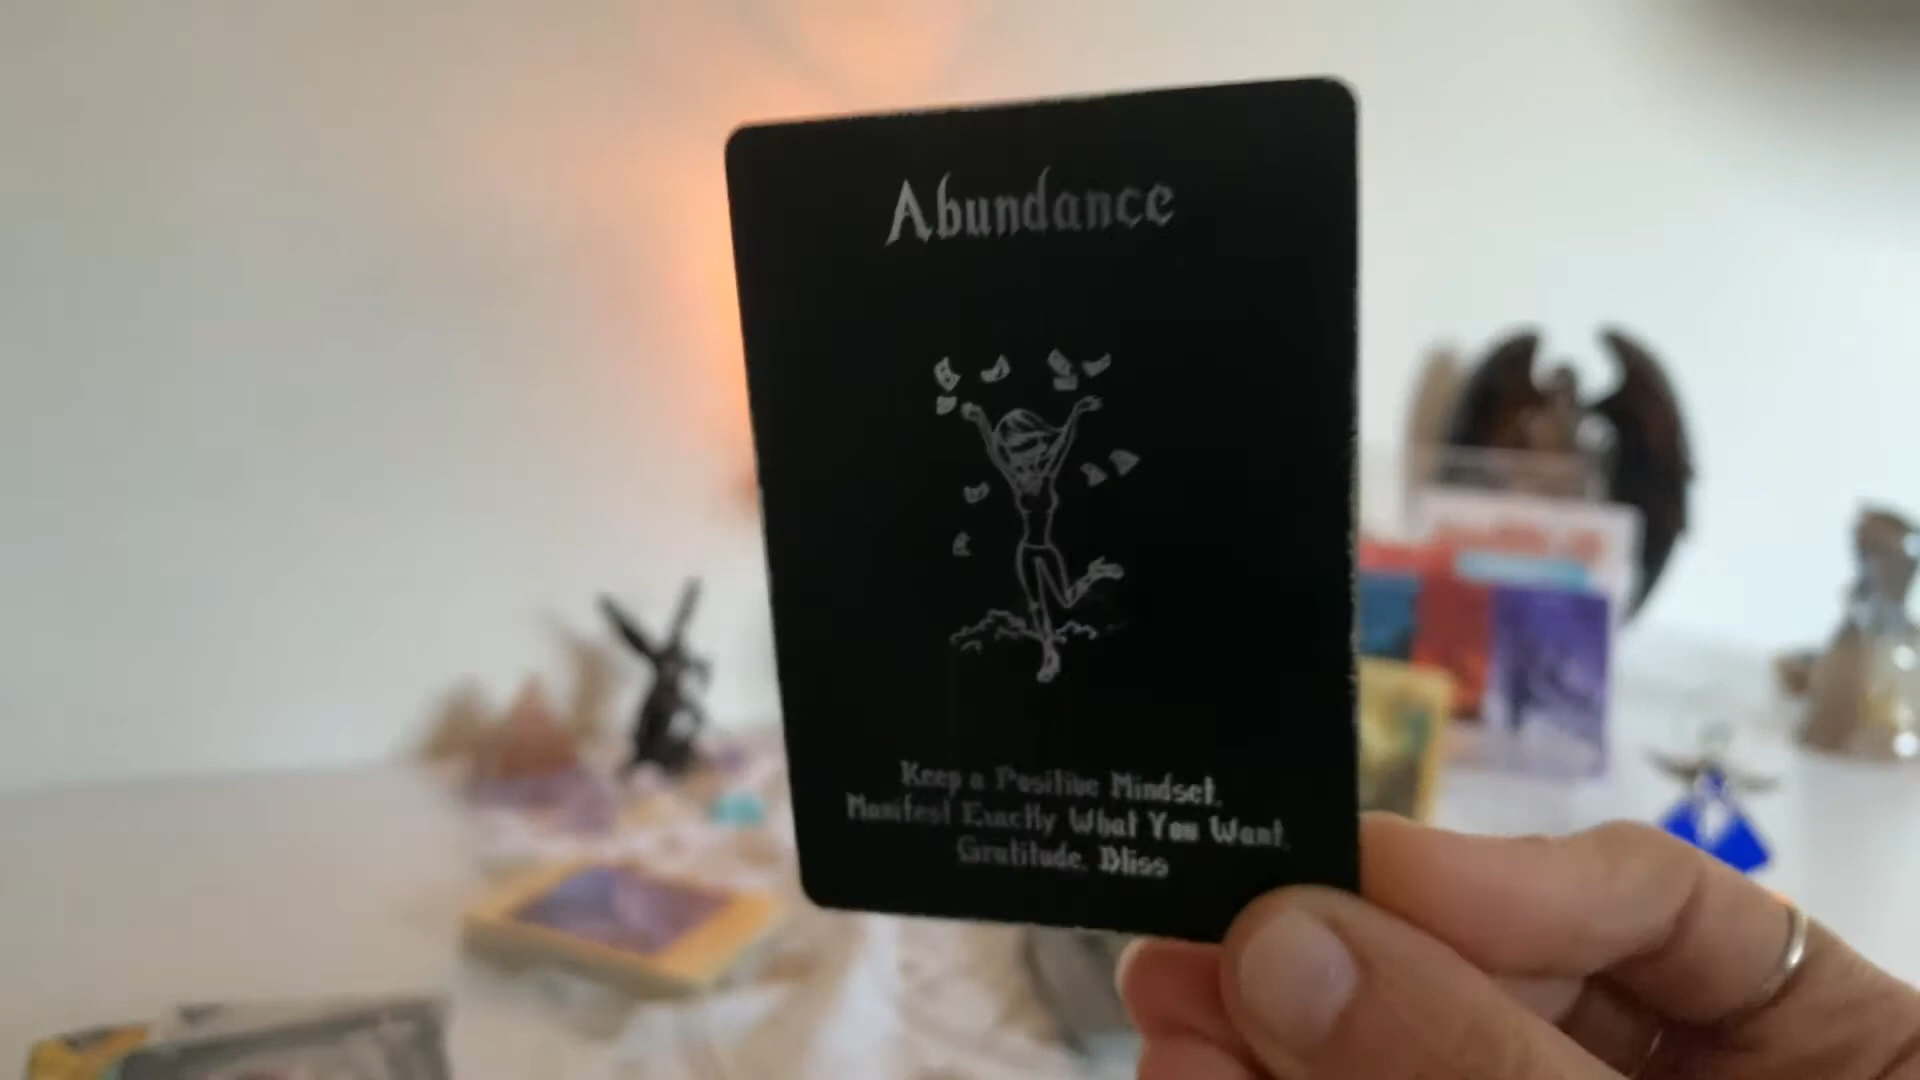 Abundance
Keep a Positive Mindset.
Manifest Exactly What You Want.
Gratitude. Bliss